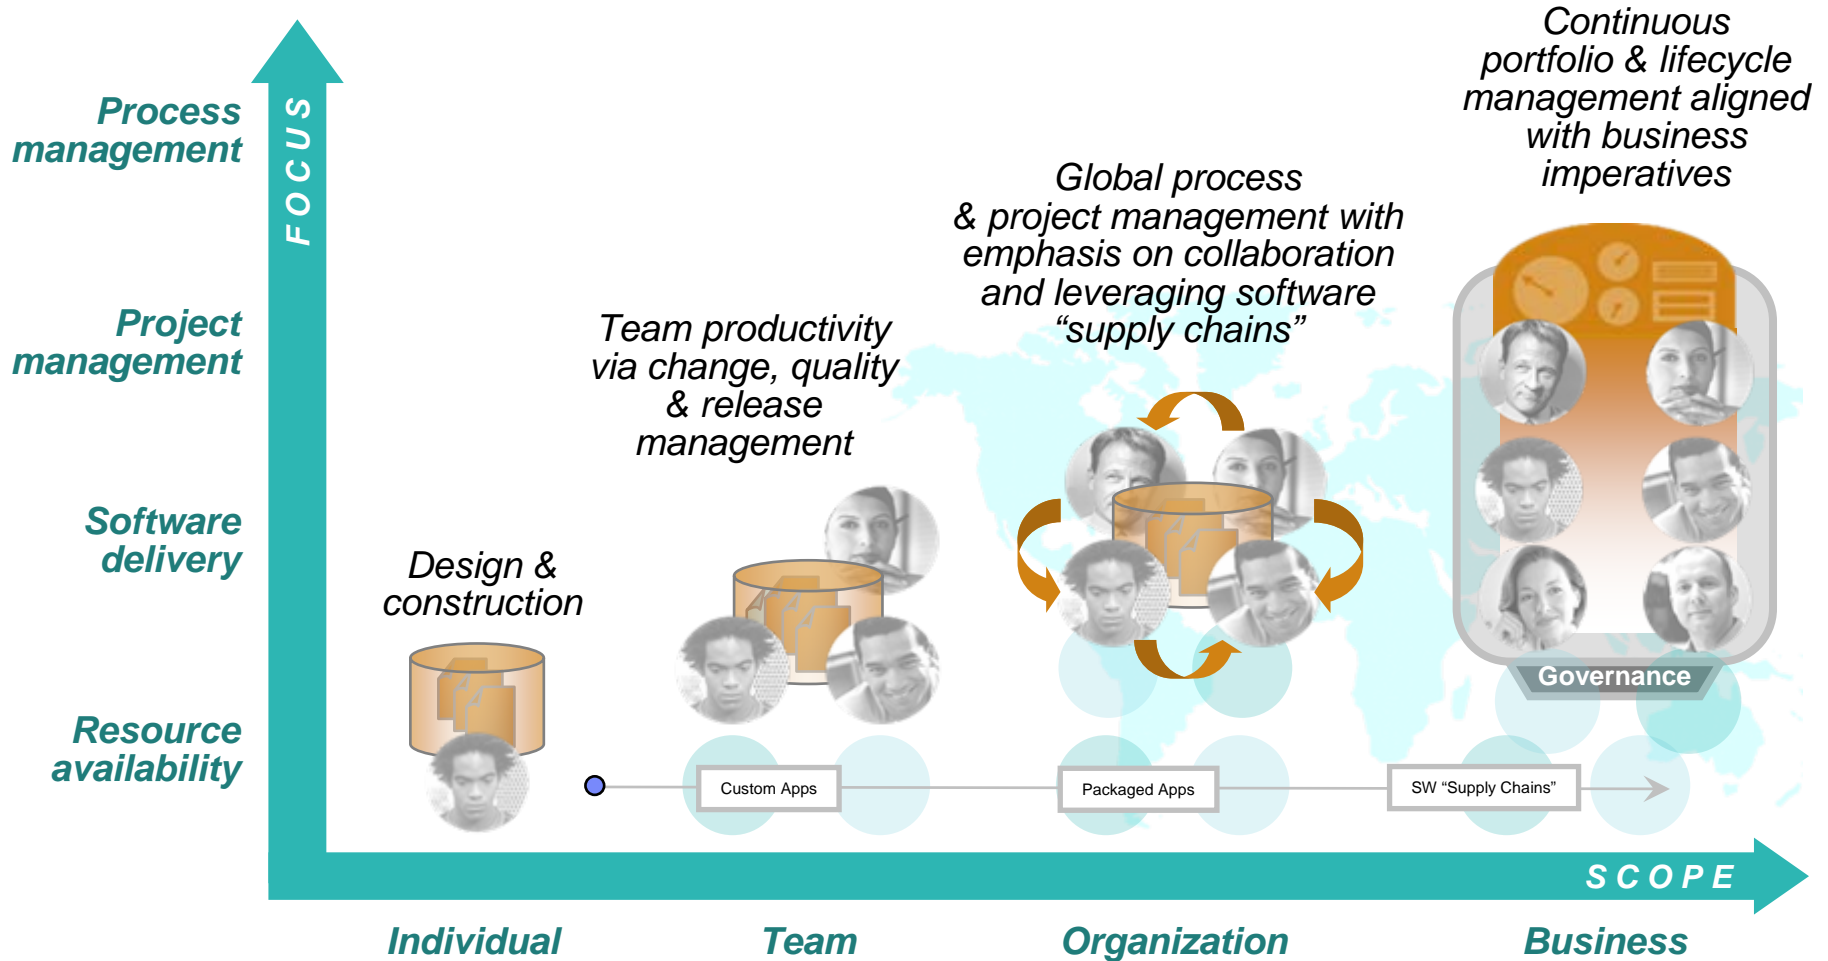 Continuous
portfolio & lifecycle
management aligned
with business
imperatives
Process
management
FOCUS
Global process
& project management with
emphasis on collaboration
and leveraging software
“supply chains”
Project
management
Team productivity
via change, quality
& release
management
Software
delivery
Design &
construction
Governance
Resource
availability
Custom Apps
Packaged Apps
SW “Supply Chains”
SCOPE
Individual
Team
Organization
Business